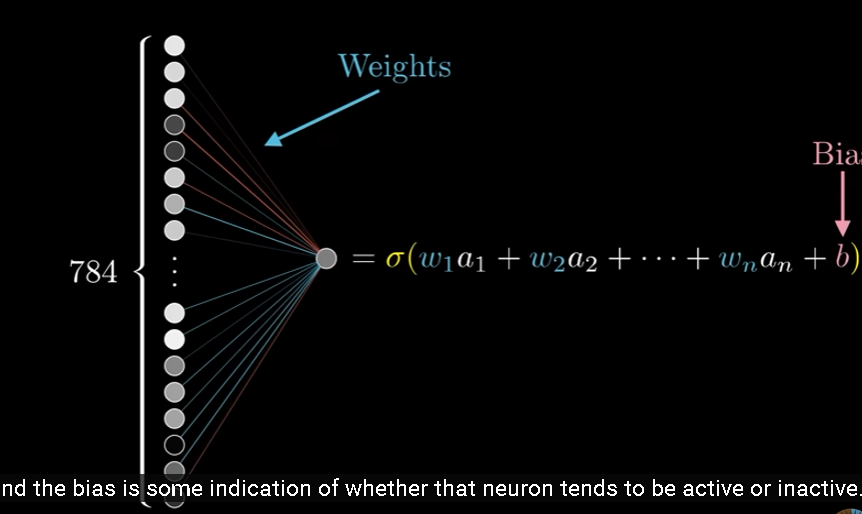 Weights
Bia
784
= σ(w₁a₁ + w₂a₂ + ⋯ + wₙaₙ + b)
nd the bias is some indication of whether that neuron tends to be active or inactive.